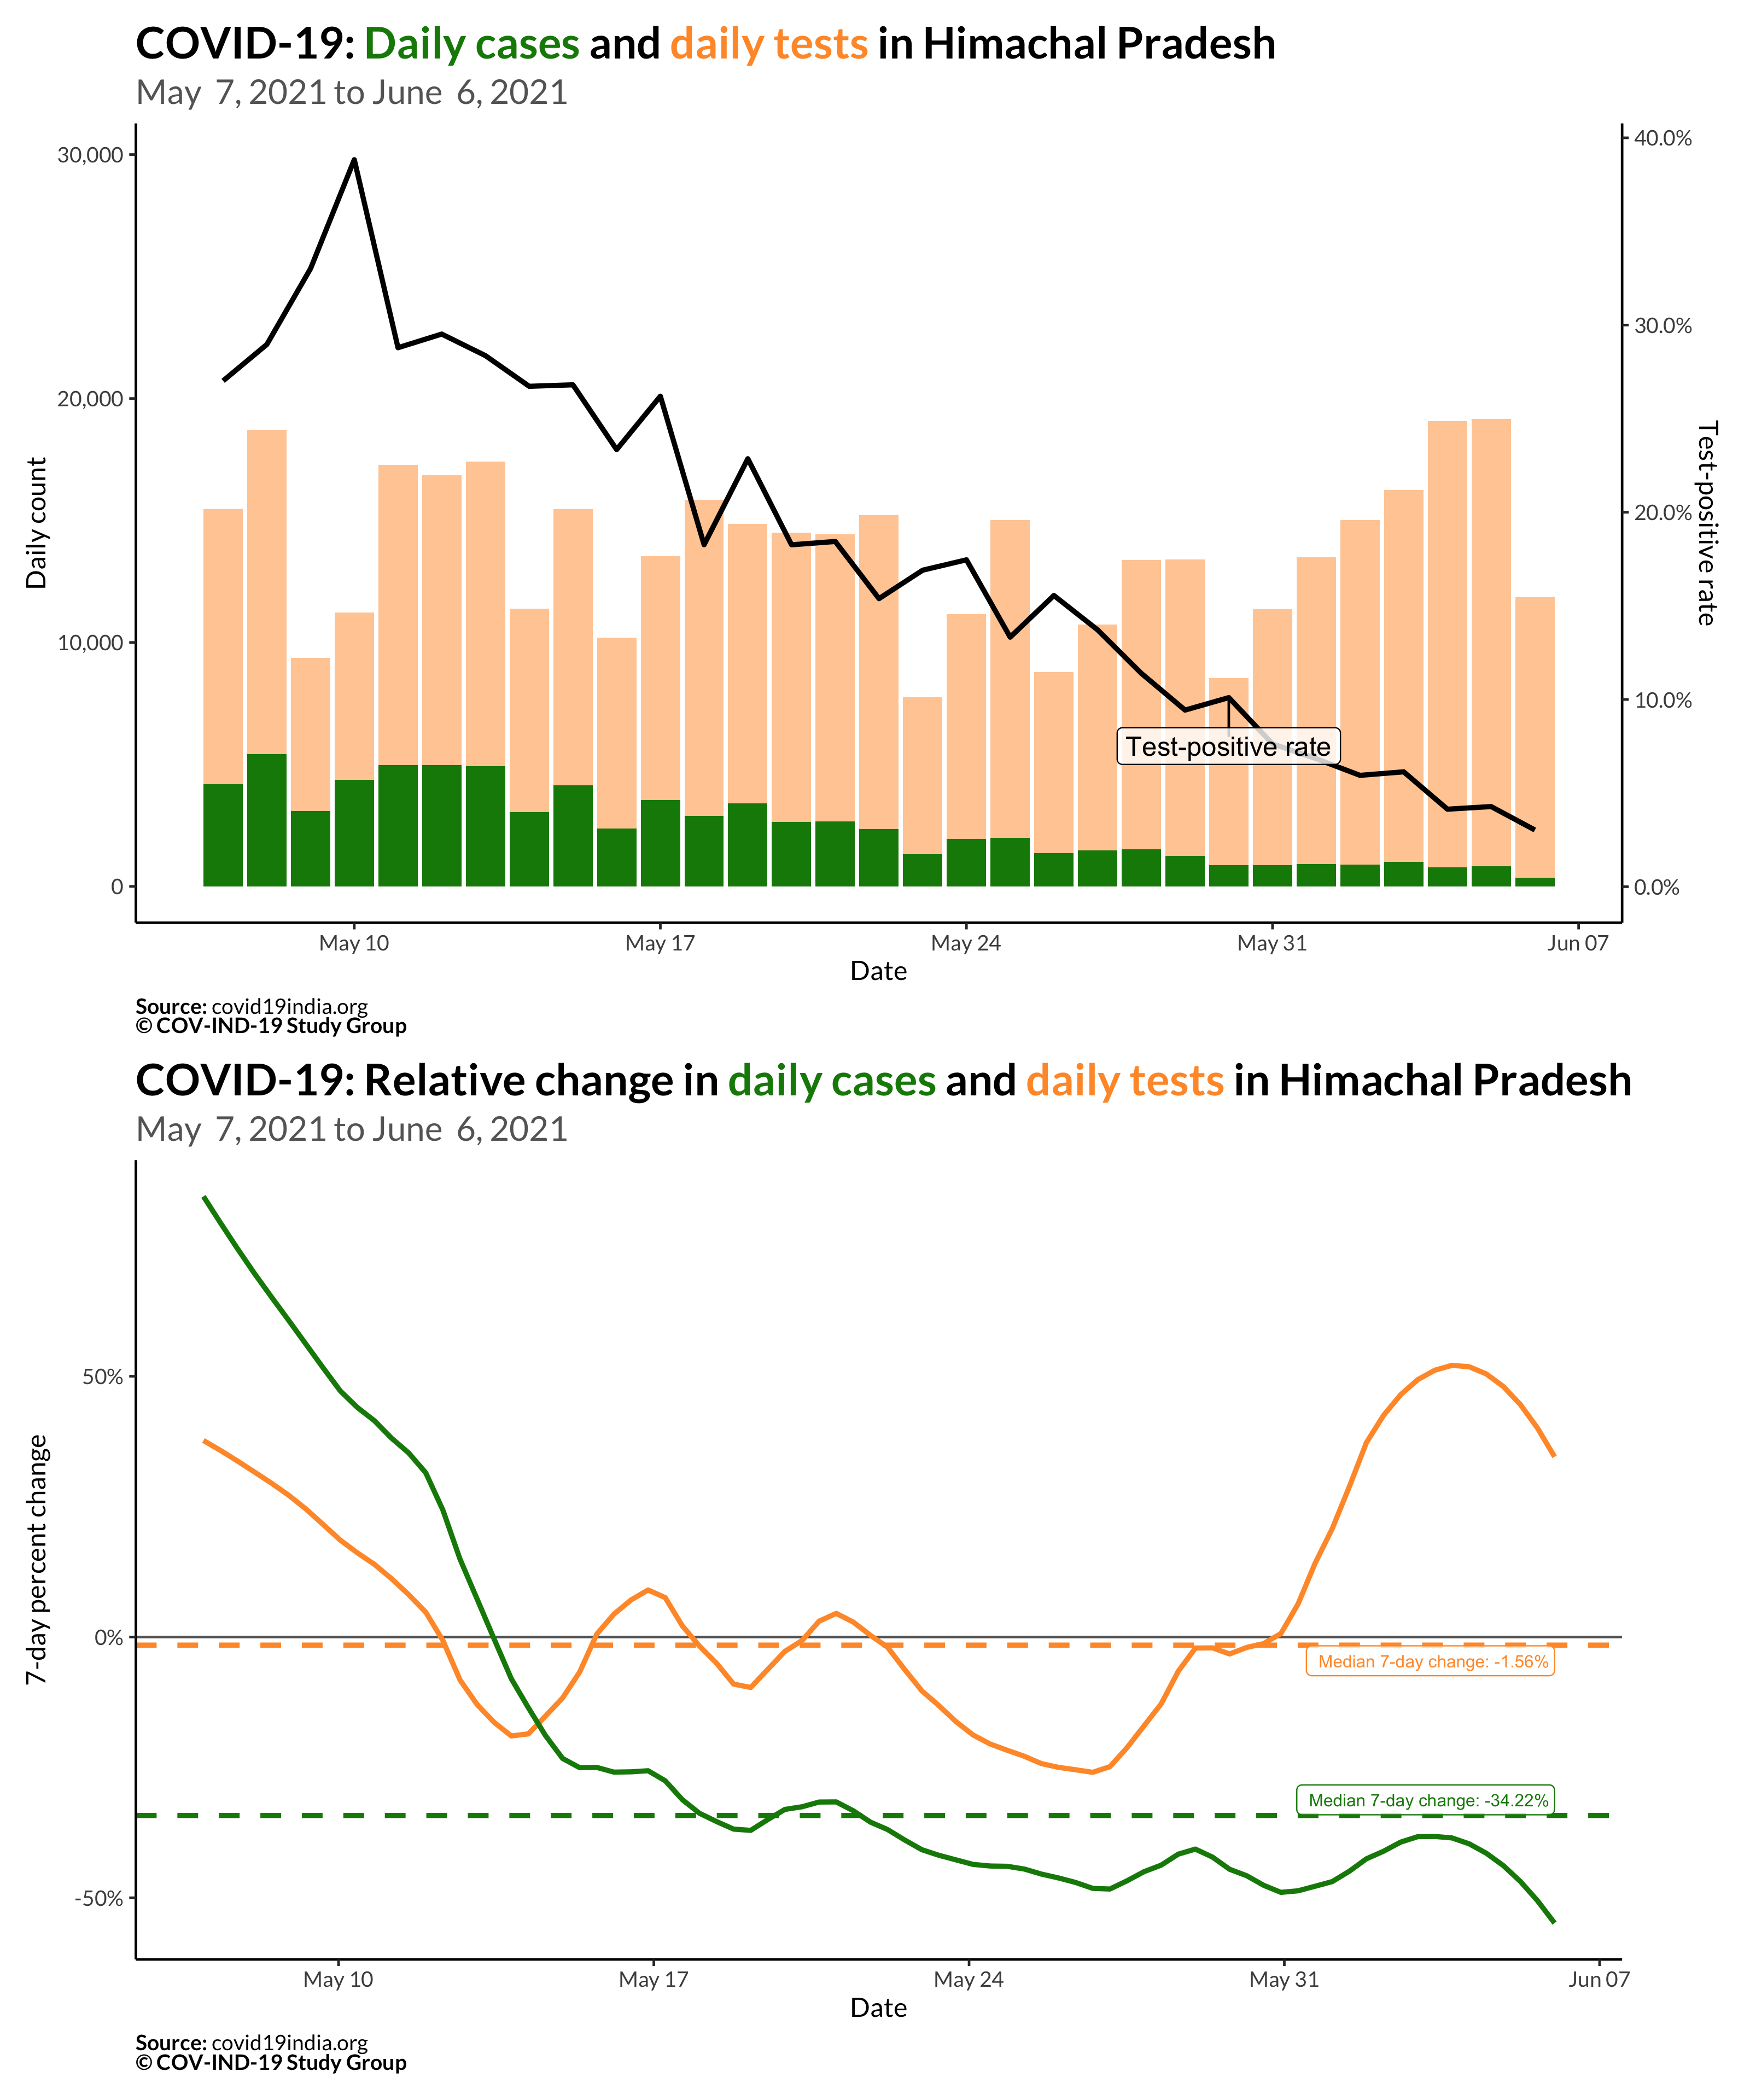 COVID-19: Daily cases and daily tests in Himachal Pradesh
May 7, 2021 to June 6, 2021
30,000
20,000
10,000
0
Daily count
40.0%
30.0%
20.0%
10.0%
0.0%
Test-positive rate
Test-positive rate
May 10
May 17
May 24
May 31
Jun 07
Date
Source: covid19india.org
© COV-IND-19 Study Group
COVID-19: Relative change in daily cases and daily tests in Himachal Pradesh
May 7, 2021 to June 6, 2021
50%
0%
-50%
7-day percent change
Median 7-day change: -1.56%
Median 7-day change: -34.22%
May 10
May 17
May 24
May 31
Jun 07
Date
Source: covid19india.org
© COV-IND-19 Study Group